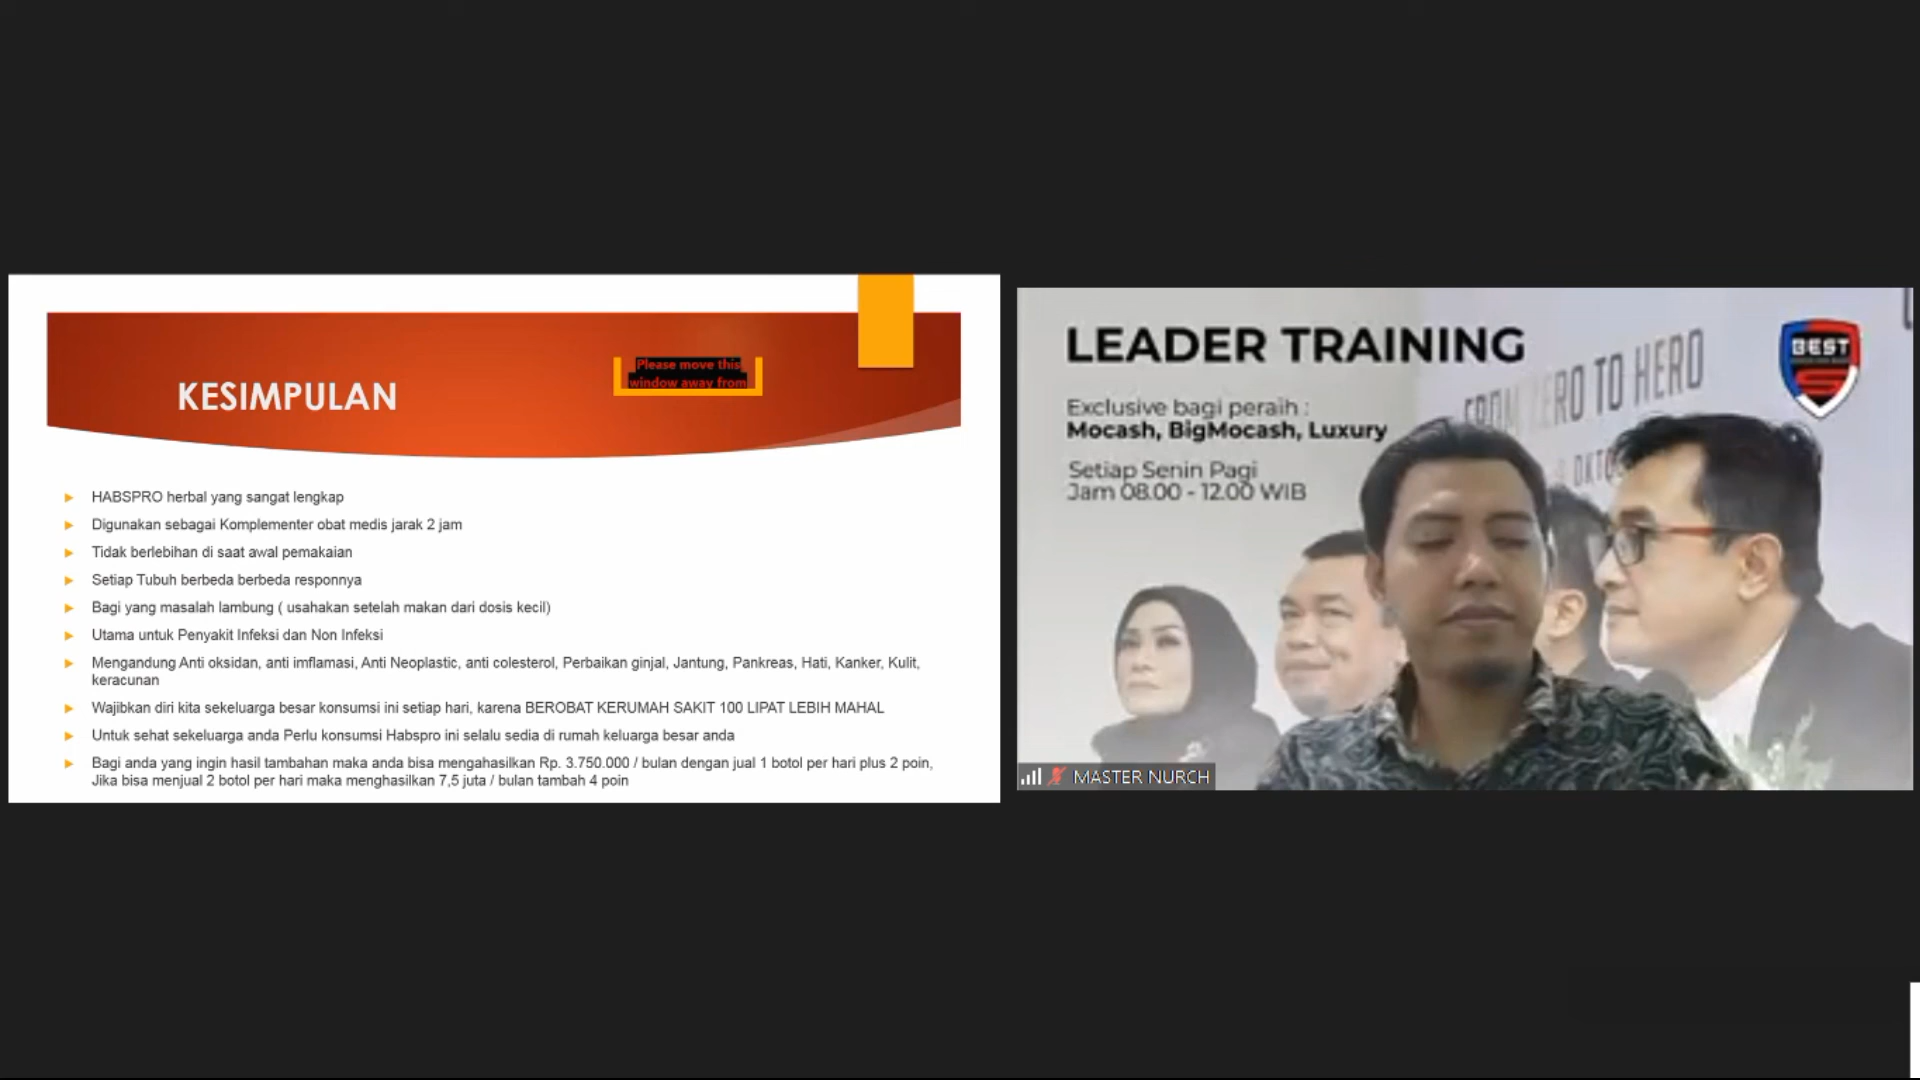 KESIMPULAN
Please move this
window away from
HABSPRO herbal yang sangat lengkap
Digunakan sebagai Komplementer obat medis jarak 2 jam
Tidak berlebihan di saat awal pemakaian
Setiap Tubuh berbeda berbeda responnya
Bagi yang masalah lambung ( usahakan setelah makan dari dosis kecil)
Utama untuk Penyakit Infeksi dan Non Infeksi
Mengandung Anti oksidan, anti imflamasi, Anti Neoplastic, anti colesterol, Perbaikan ginjal, Jantung, Pankreas, Hati, Kanker, Kulit,
keracunan
Wajibkan diri kita sekeluarga besar konsumsi ini setiap hari, karena BEROBAT KERUMAH SAKIT 100 LIPAT LEBIH MAHAL
Untuk sehat sekeluarga anda Perlu konsumsi Habspro ini selalu sedia di rumah keluarga besar anda
Bagi anda yang ingin hasil tambahan maka anda bisa mengahasilkan Rp. 3.750.000 / bulan dengan jual 1 botol per hari plus 2 poin,
Jika bisa menjual 2 botol per hari maka menghasilkan 7,5 juta / bulan tambah 4 poin
LEADER TRAINING
Exclusive bagi peraih :
Mocash, BigMocash, Luxury
Setiap Senin Pagi
Jam 08.00 - 12.00 WIB
FROM ZERO TO HERO
BEST
MASTER NURCH